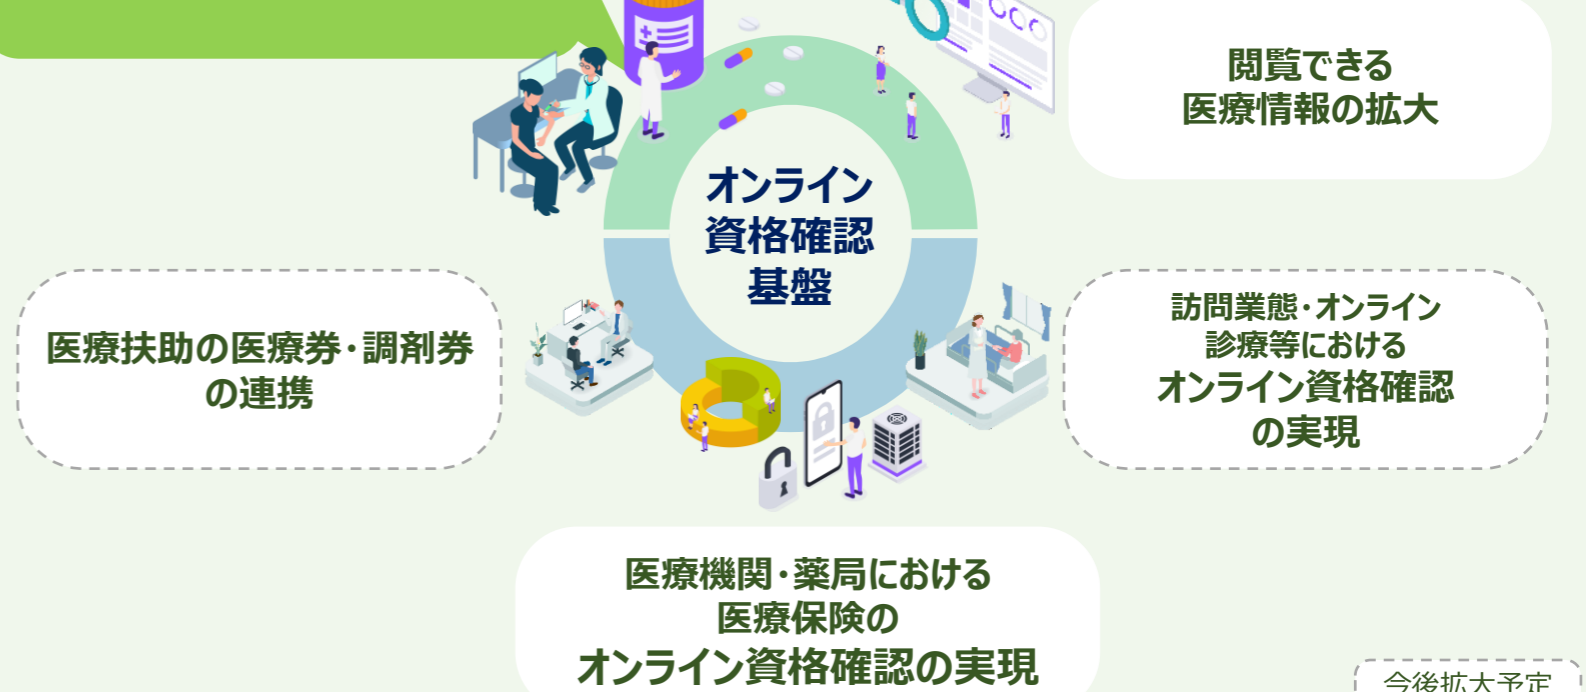 閲覧できる
医療情報の拡大
オンライン
資格確認
基盤
医療扶助の医療券・調剤券
の連携
訪問業態・オンライン
診療等における
オンライン資格確認
の実現
医療機関・薬局における
医療保険の
オンライン資格確認の実現
今後拡大予定